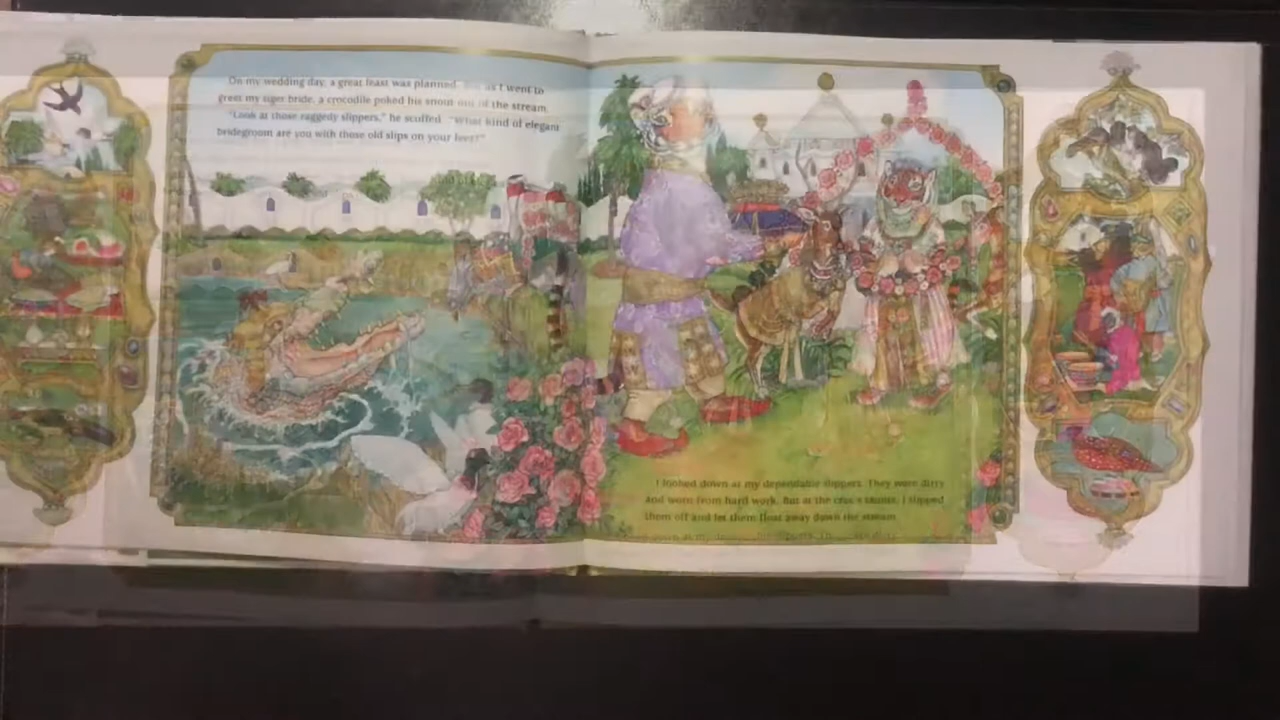 On my wedding day, a great feast was planned. But as I went to
greet my tiger bride, a crocodile poked his snout out of the stream.
"Look at those raggedy slippers," he scoffed. "What kind of elegant
bridegroom are you with those old slips on your feet?"
I looked down at my dependable slippers. They were dirty
and worn from hard work. But at the croc's taunts, I slipped
them off and let them float away down the stream.